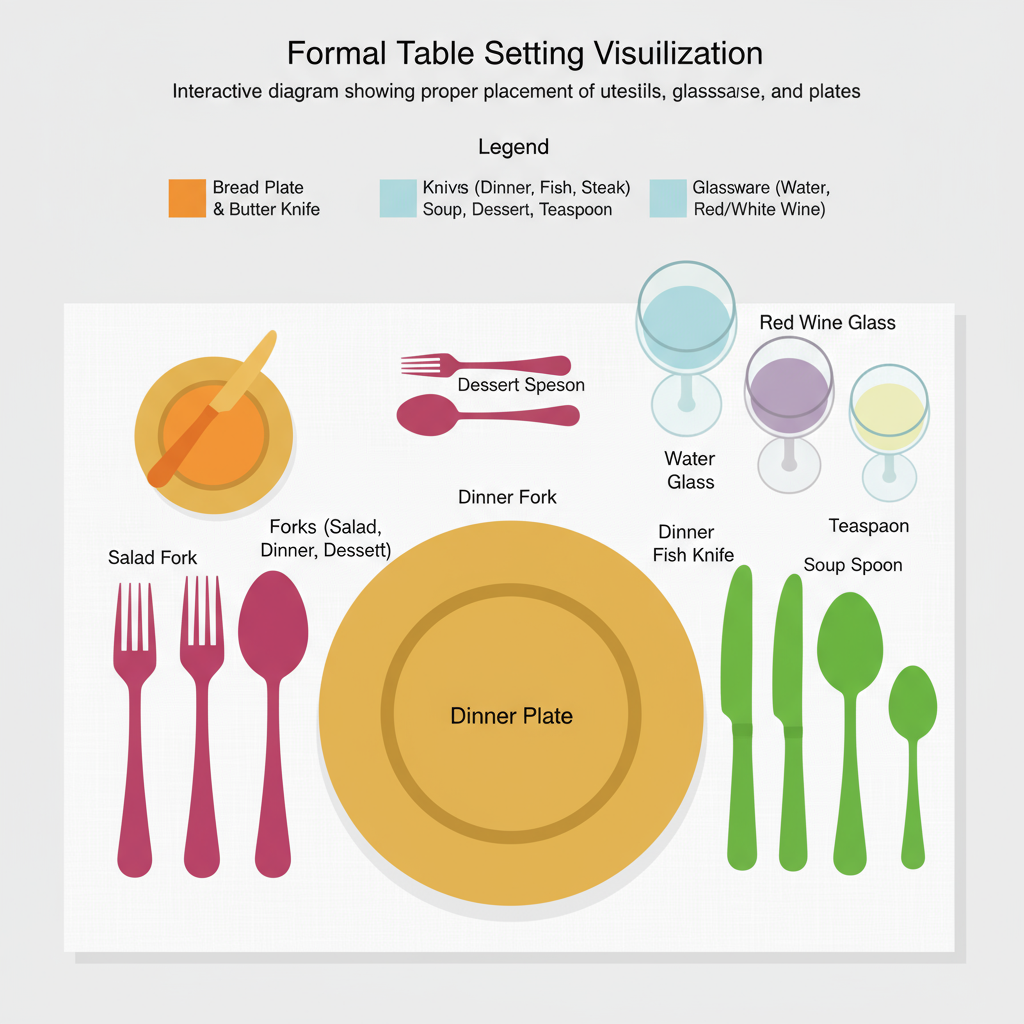 Formal Table Setting Visuilization
Interactive diagram showing proper placement of utestils, glasssarse, and plates
Legend
Bread Plate
& Butter Knife
Knivrs (Dinner, Fish, Steak)
Soup, Dessert, Teaspoon
Glassware (Water,
Red/White Wine)
Red Wine Glass
Dessert Speson
Water
Glass
Dinner Fork
Forks (Salad,
Dinner, Dessett)
Salad Fork
Dinner
Fish Knife
Teaspaon
Soup Spoon
Dinner Plate